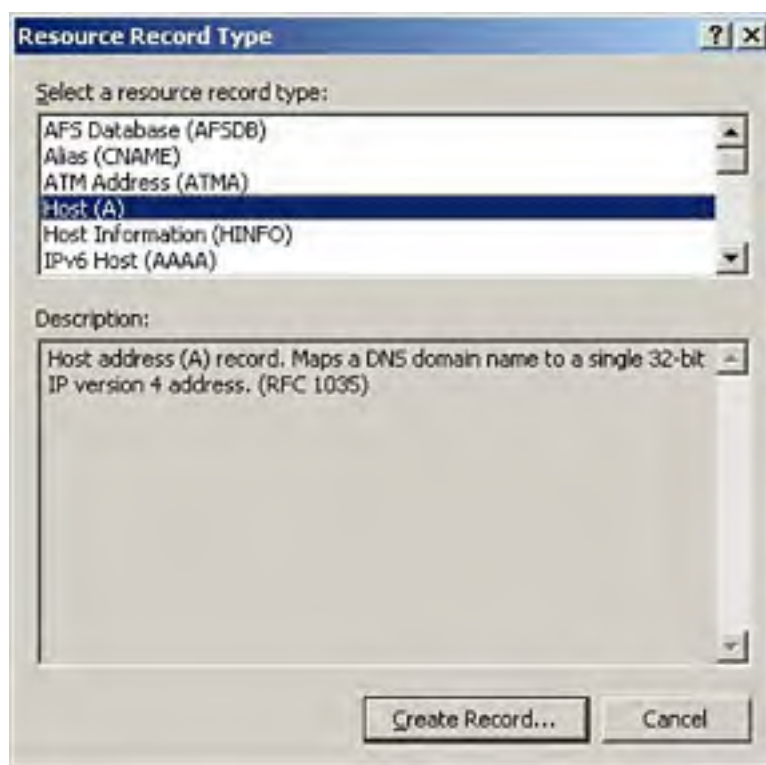 Resource Record Type
Select a resource record type:
AFS Database (AFSDB)
Alias (CNAME)
ATM Address (ATMA)
Host (A)
Host Information (HINFO)
IPv6 Host (AAAA)
Description:
Host address (A) record. Maps a DNS domain name to a single 32-bit
IP version 4 address. (RFC 1035)
Create Record...
Cancel